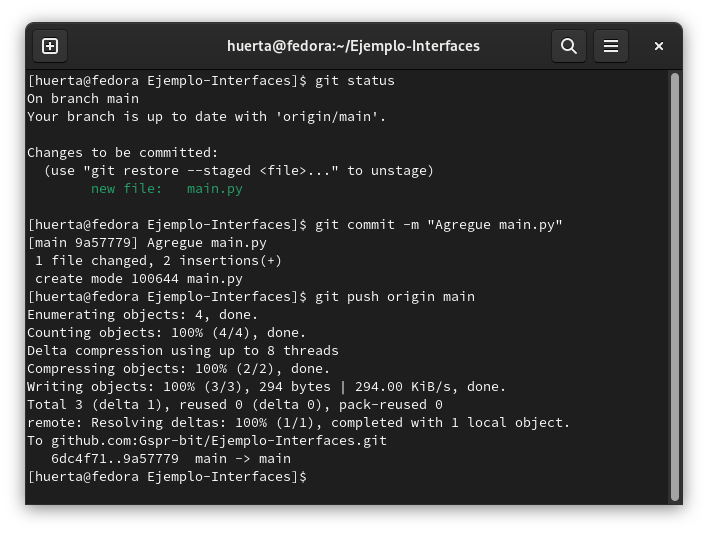 huerta@fedora:~/Ejemplo-Interfaces
[huerta@fedora Ejemplo-Interfaces]$ git status
On branch main
Your branch is up to date with 'origin/main'.
Changes to be committed:
  (use "git restore --staged <file>..." to unstage)
        new file:   main.py
[huerta@fedora Ejemplo-Interfaces]$ git commit -m "Agregue main.py"
[main 9a57779] Agregue main.py
 1 file changed, 2 insertions(+)
 create mode 100644 main.py
[huerta@fedora Ejemplo-Interfaces]$ git push origin main
Enumerating objects: 4, done.
Counting objects: 100% (4/4), done.
Delta compression using up to 8 threads
Compressing objects: 100% (2/2), done.
Writing objects: 100% (3/3), 294 bytes | 294.00 KiB/s, done.
Total 3 (delta 1), reused 0 (delta 0), pack-reused 0
remote: Resolving deltas: 100% (1/1), completed with 1 local object.
To github.com:Gspr-bit/Ejemplo-Interfaces.git
   6dc4f71..9a57779  main -> main
[huerta@fedora Ejemplo-Interfaces]$